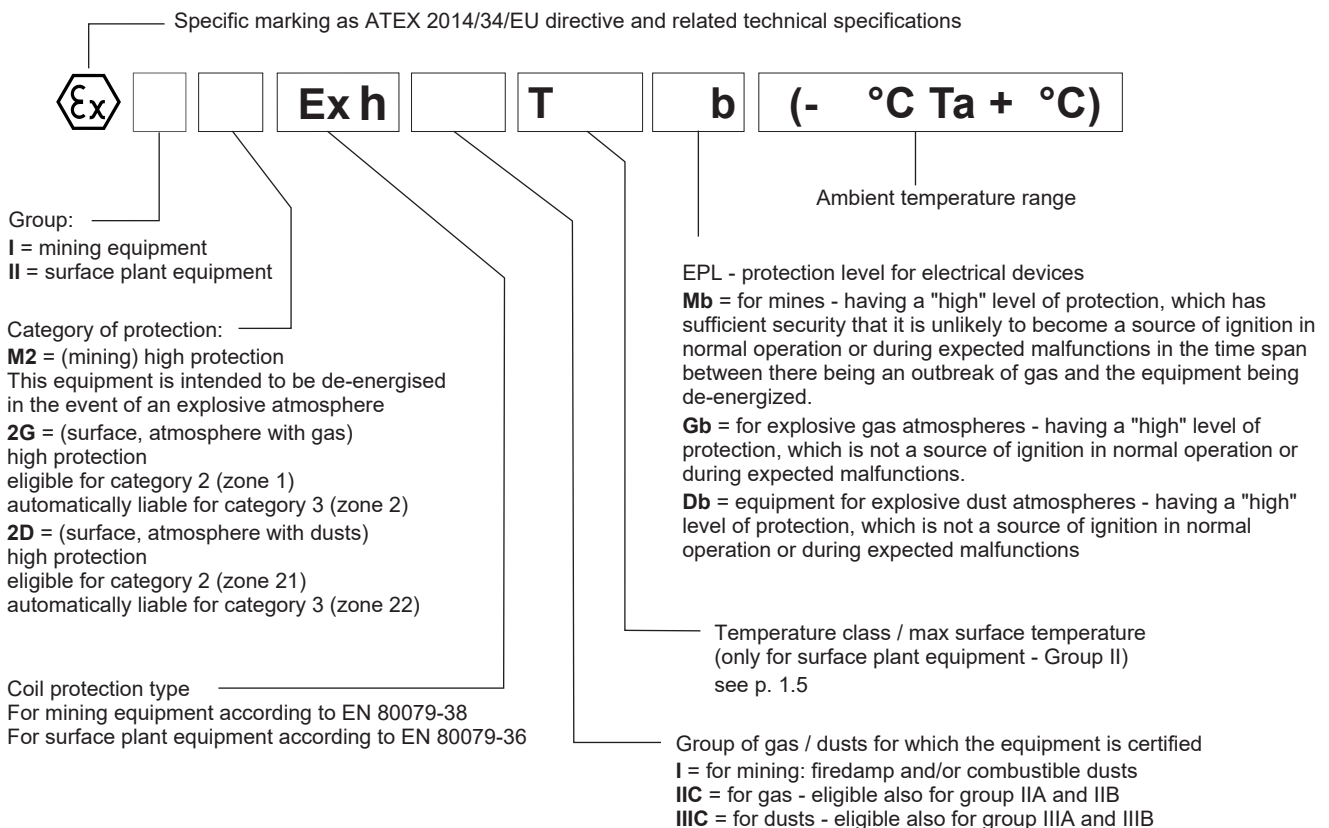 Specific marking as ATEX 2014/34/EU directive and related technical specifications
Ex Ex h T b (- °C Ta + °C)
Ambient temperature range
Group:
I = mining equipment
II = surface plant equipment
Category of protection:
M2 = (mining) high protection
This equipment is intended to be de-energised
in the event of an explosive atmosphere
2G = (surface, atmosphere with gas)
high protection
eligible for category 2 (zone 1)
automatically liable for category 3 (zone 2)
2D = (surface, atmosphere with dusts)
high protection
eligible for category 2 (zone 21)
automatically liable for category 3 (zone 22)
Coil protection type
For mining equipment according to EN 80079-38
For surface plant equipment according to EN 80079-36
EPL - protection level for electrical devices
Mb = for mines - having a "high" level of protection, which has
sufficient security that it is unlikely to become a source of ignition in
normal operation or during expected malfunctions in the time span
between there being an outbreak of gas and the equipment being
de-energized.
Gb = for explosive gas atmospheres - having a "high" level of
protection, which is not a source of ignition in normal operation or
during expected malfunctions.
Db = equipment for explosive dust atmospheres - having a "high"
level of protection, which is not a source of ignition in normal
operation or during expected malfunctions
Temperature class / max surface temperature
(only for surface plant equipment - Group II)
see p. 1.5
Group of gas / dusts for which the equipment is certified
I = for mining: firedamp and/or combustible dusts
IIC = for gas - eligible also for group IIA and IIB
IIIC = for dusts - eligible also for group IIIA and IIIB